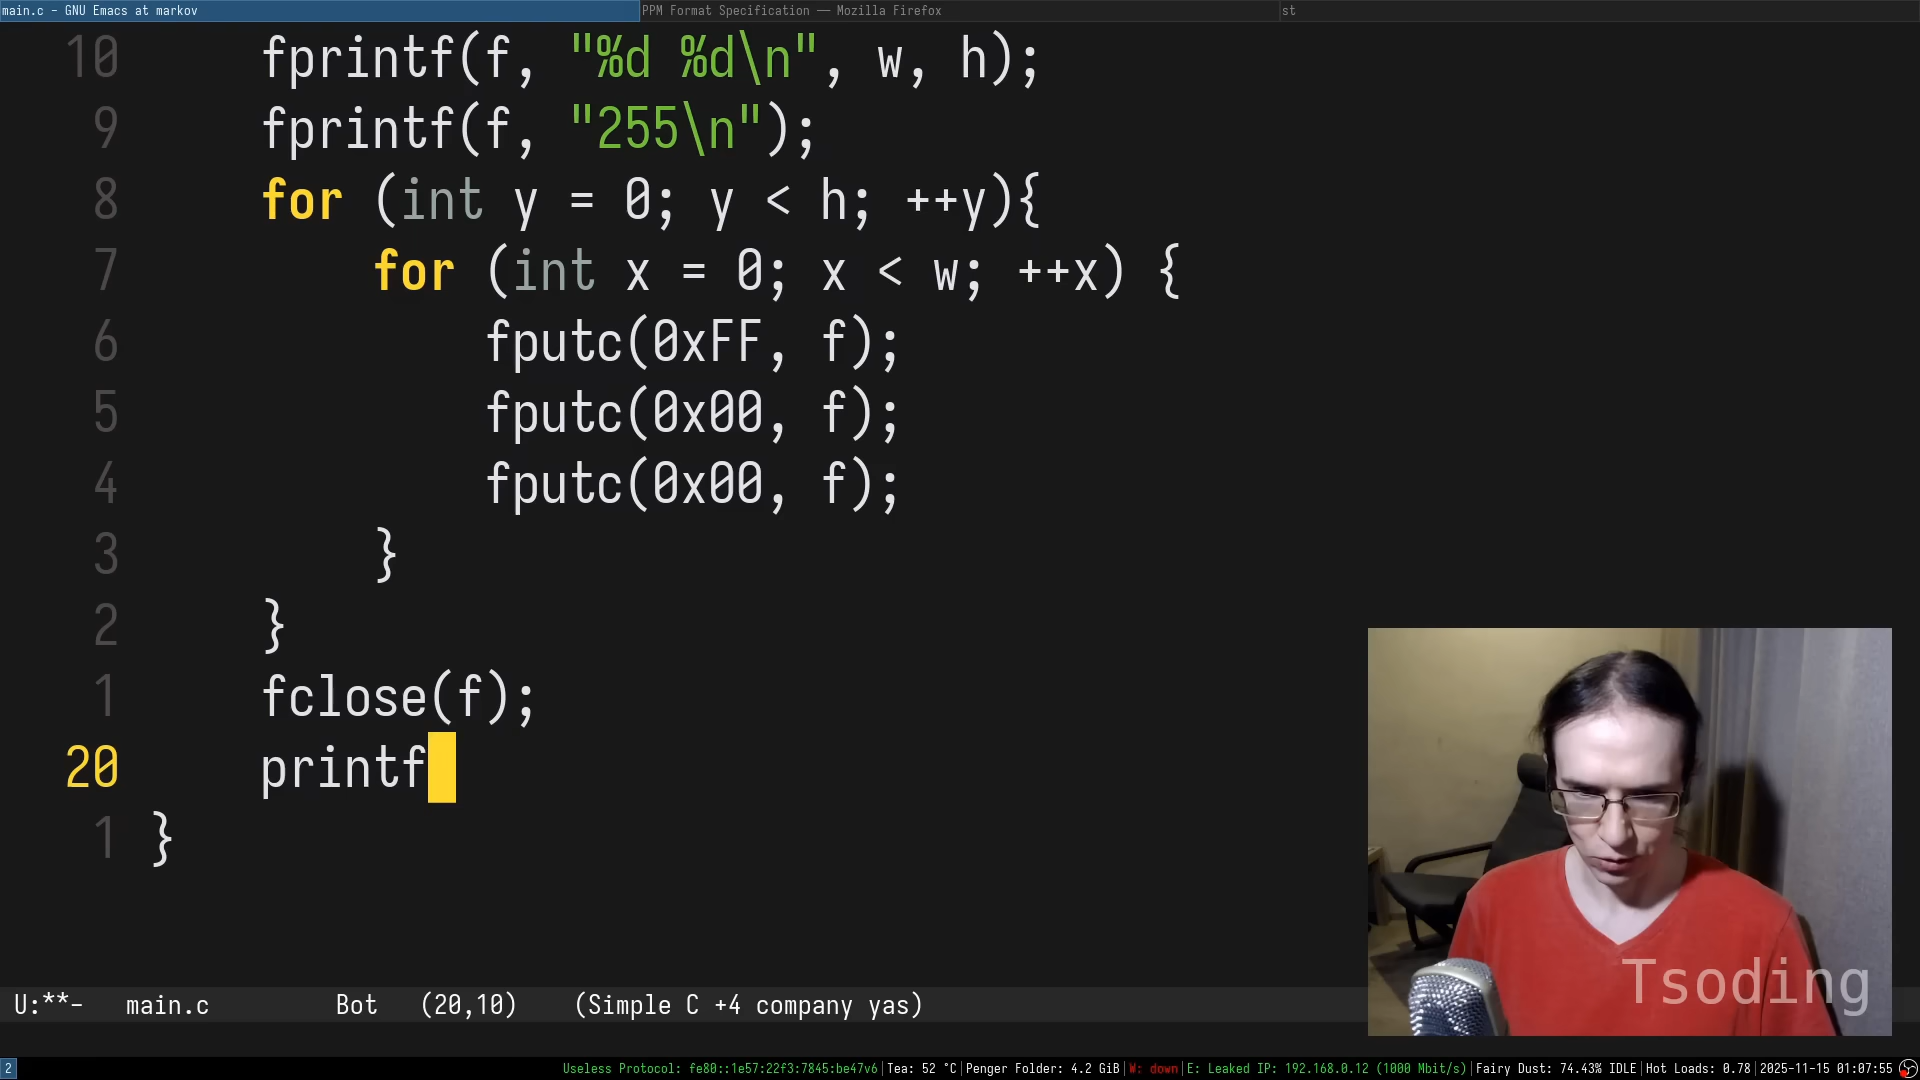 main.c - GNU Emacs at markov
PPM Format Specification — Mozilla Firefox
st
10 fprintf(f, "%d %d\n", w, h);
9 fprintf(f, "255\n");
8 for (int y = 0; y < h; ++y){
7 for (int x = 0; x < w; ++x) {
6 fputc(0xFF, f);
5 fputc(0x00, f);
4 fputc(0x00, f);
3 }
2 }
1 fclose(f);
20 printf
1 }
Tsoding
U:**- main.c Bot (20,10) (Simple C +4 company yas)
2 Useless Protocol: fe80::1e57:22f3:7845:be47v6|Tea: 52 °C|Penger Folder: 4.2 GiB|W: down|E: Leaked IP: 192.168.0.12 (1000 Mbit/s)|Fairy Dust: 74.43% IDLE|Hot Loads: 0.78|2025-11-15 01:07:55